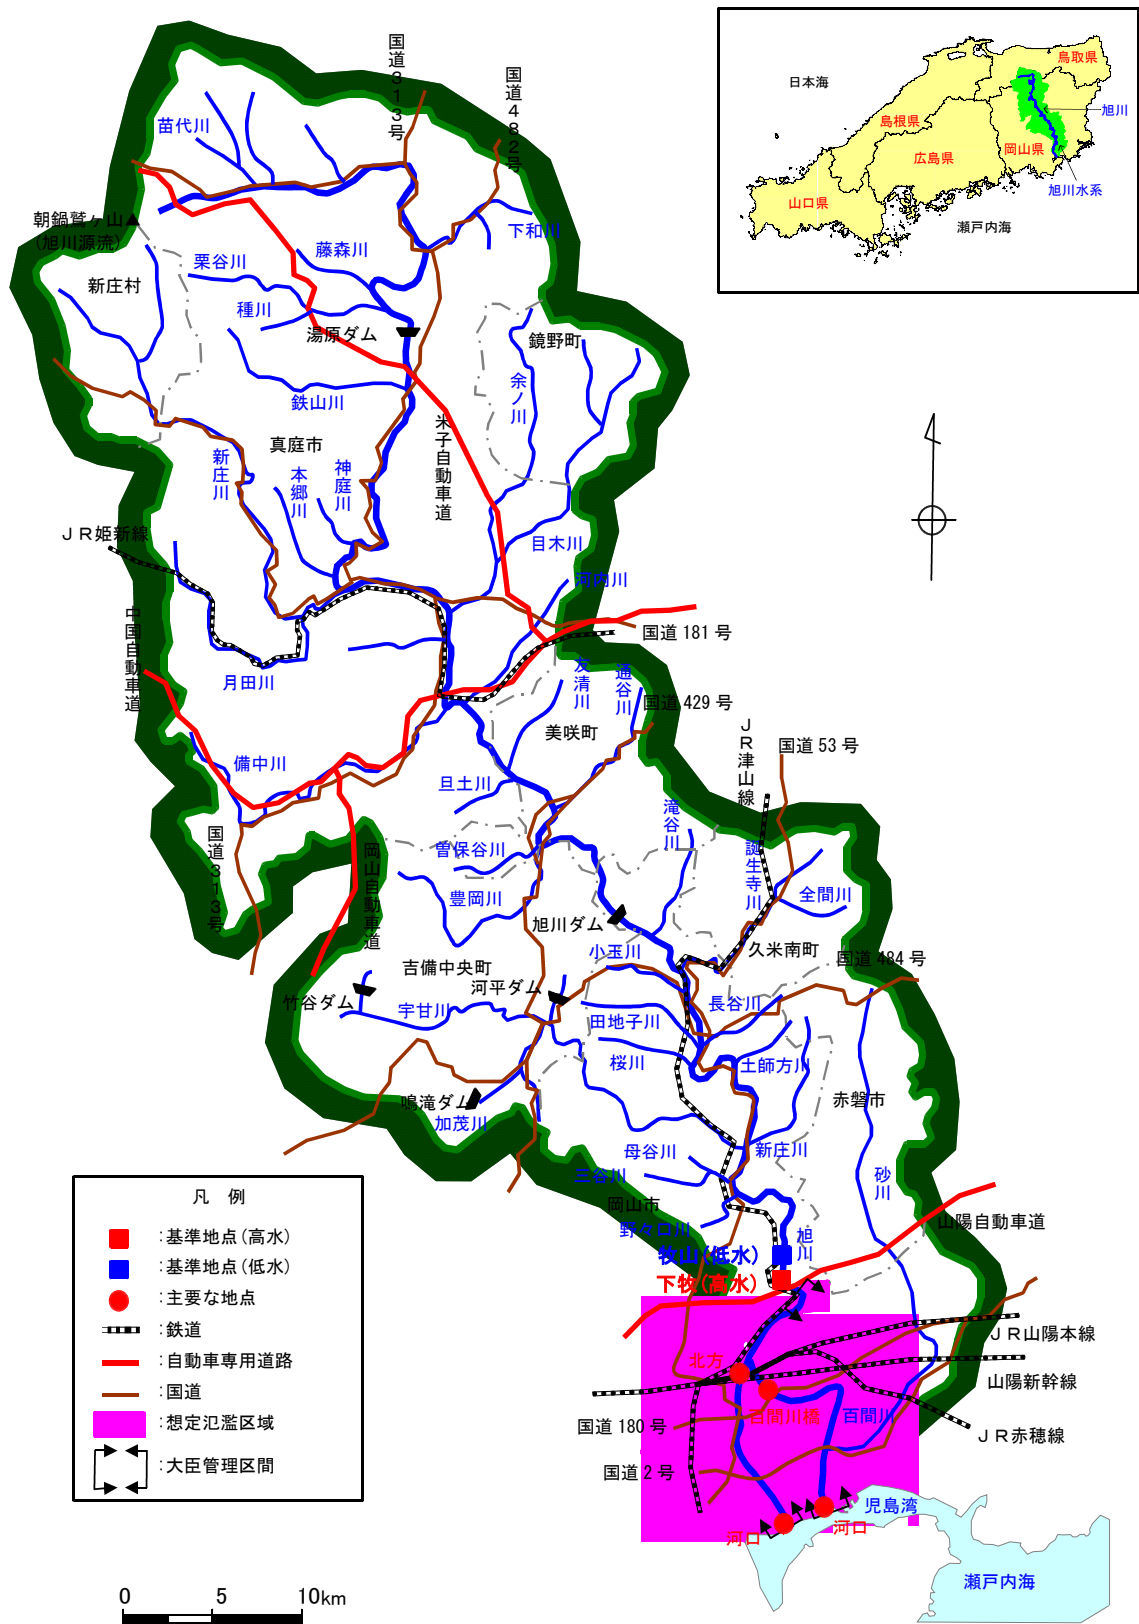 日本海
鳥取県
島根県
旭川
広島県
岡山県
山口県
旭川水系
瀬戸内海
国道313号
国道482号
苗代川
朝鍋鷲ヶ山
(旭川源流)
下和川
藤森川
粟谷川
新庄村
種川
湯原ダム
鏡野町
余ノ川
鉄山川
米子自動車道
真庭市
新庄川
本郷川
神庭川
ＪＲ姫新線
目木川
河内川
中国自動車道
国道 181 号
友清川
通谷川
月田川
国道 429 号
美咲町
ＪＲ津山線
国道 53 号
備中川
旦土川
滝谷川
国道313号
岡山自動車道
曽保谷川
誕生寺川
豊岡川
全間川
旭川ダム
小玉川
久米南町
国道 484 号
吉備中央町
河平ダム
竹谷ダム
宇甘川
長谷川
田地子川
桜川
土師方川
鳴滝ダム
赤磐市
加茂川
母谷川
新庄川
三谷川
砂川
岡山市
野々口川
旭川
山陽自動車道
牧山(低水)
下牧(高水)
凡 例
:基準地点(高水)
:基準地点(低水)
:主要な地点
:鉄道
:自動車専用道路
:国道
:想定氾濫区域
:大臣管理区間
ＪＲ山陽本線
北方
山陽新幹線
百間川橋
百間川
国道 180 号
ＪＲ赤穂線
国道 2 号
児島湾
河口
河口
瀬戸内海
0 5 10km